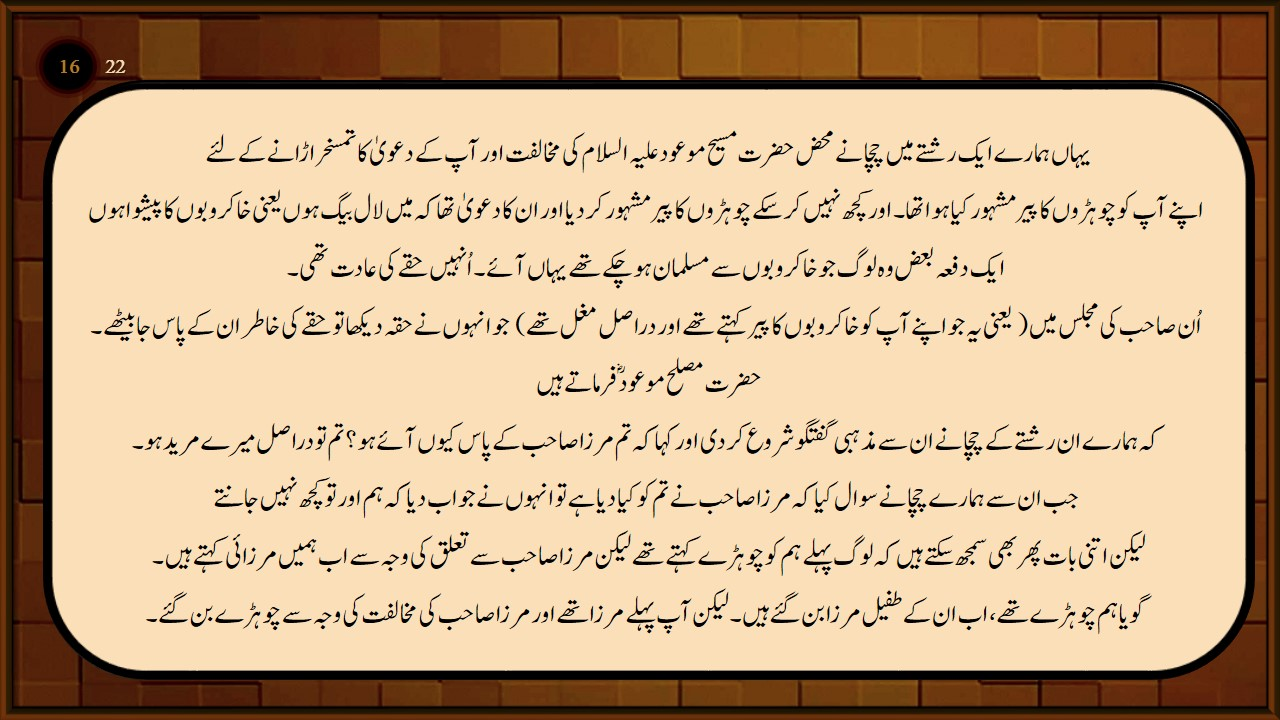 16 22
یہاں ہمارے ایک رشتے میں چچا نے محض حضرت مسیح موعود علیہ السلام کی مخالفت اور آپ کے دعویٰ کا تمسخر اڑانے کے لئے
اپنے آپ کو چوہڑوں کا پیر مشہور کیا ہوا تھا۔ اور کچھ نہیں کر سکے چوہڑوں کا پیر مشہور کر دیا اور ان کا دعویٰ تھا کہ میں لال بیگ ہوں یعنی خاکروبوں کا پیشوا ہوں
ایک دفعہ بعض وہ لوگ جو خاکروبوں سے مسلمان ہو چکے تھے یہاں آئے۔ اُنہیں حقے کی عادت تھی۔
اُن صاحب کی مجلس میں (یعنی یہ جو اپنے آپ کو خاکروبوں کا پیر کہتے تھے اور دراصل مغل تھے) جو انہوں نے حقہ دیکھا تو حقے کی خاطر ان کے پاس جا بیٹھے۔
حضرت مصلح موعودؓ فرماتے ہیں
کہ ہمارے ان رشتے کے چچا نے ان سے مذہبی گفتگو شروع کر دی اور کہا کہ تم مرزا صاحب کے پاس کیوں آئے ہو؟ تم تو دراصل میرے مرید ہو۔
جب ان سے ہمارے چچا نے سوال کیا کہ مرزا صاحب نے تم کو کیا دیا ہے تو انہوں نے جواب دیا کہ ہم اور تو کچھ نہیں جانتے
لیکن اتنی بات پھر بھی سمجھ سکتے ہیں کہ لوگ پہلے ہم کو چوہڑے کہتے تھے لیکن مرزا صاحب سے تعلق کی وجہ سے اب ہمیں مرزائی کہتے ہیں۔
گویا ہم چوہڑے تھے، اب ان کے طفیل مرزا بن گئے ہیں۔ لیکن آپ پہلے مرزا تھے اور مرزا صاحب کی مخالفت کی وجہ سے چوہڑے بن گئے۔